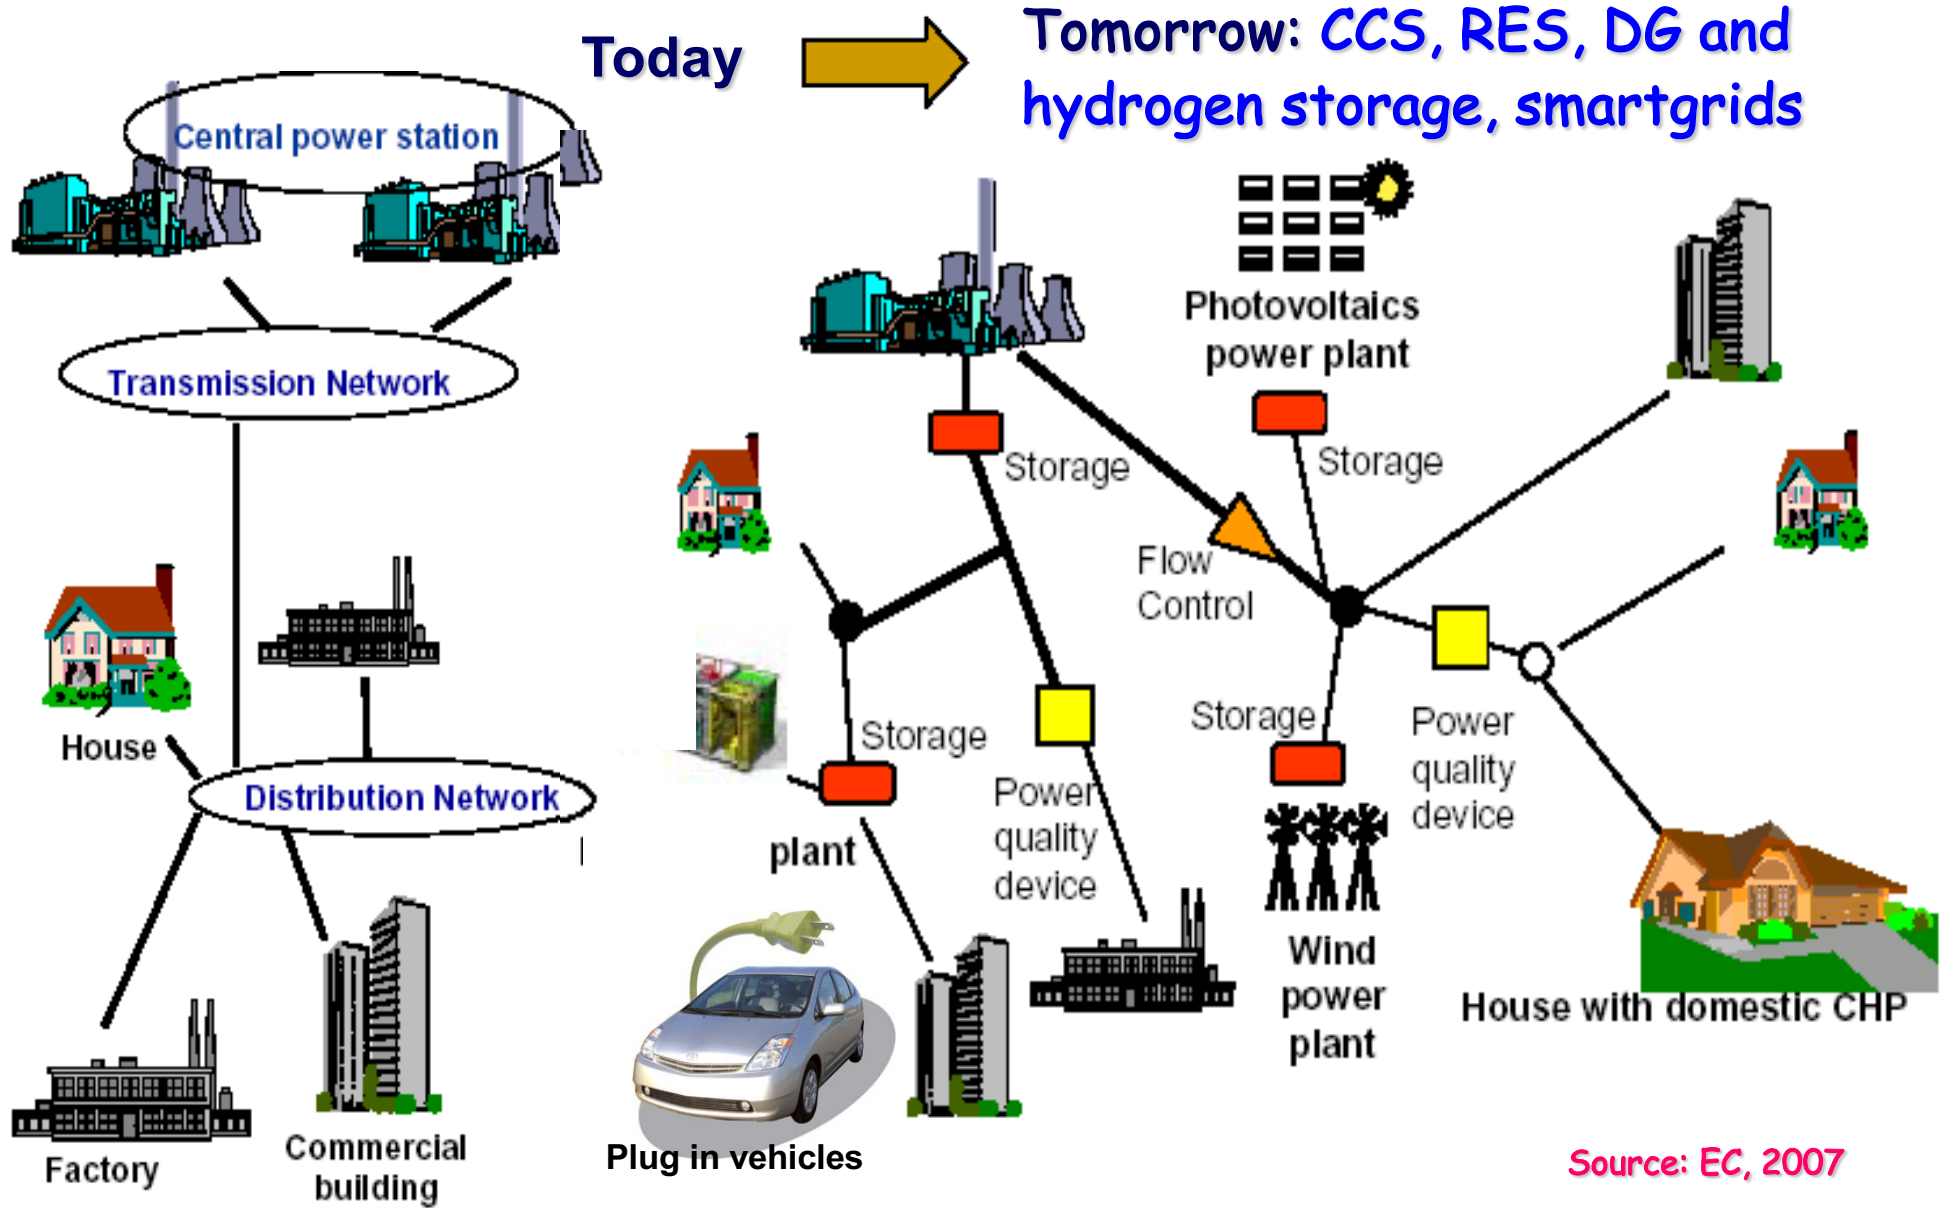 Today
Tomorrow: CCS, RES, DG and
hydrogen storage, smartgrids
Central power station
Transmission Network
House
Distribution Network
Factory
Commercial
building
Photovoltaics
power plant
Storage
Storage
Flow
Control
Storage
Storage
Power
quality
device
Power
quality
device
plant
Wind
power
plant
House with domestic CHP
Plug in vehicles
Source: EC, 2007